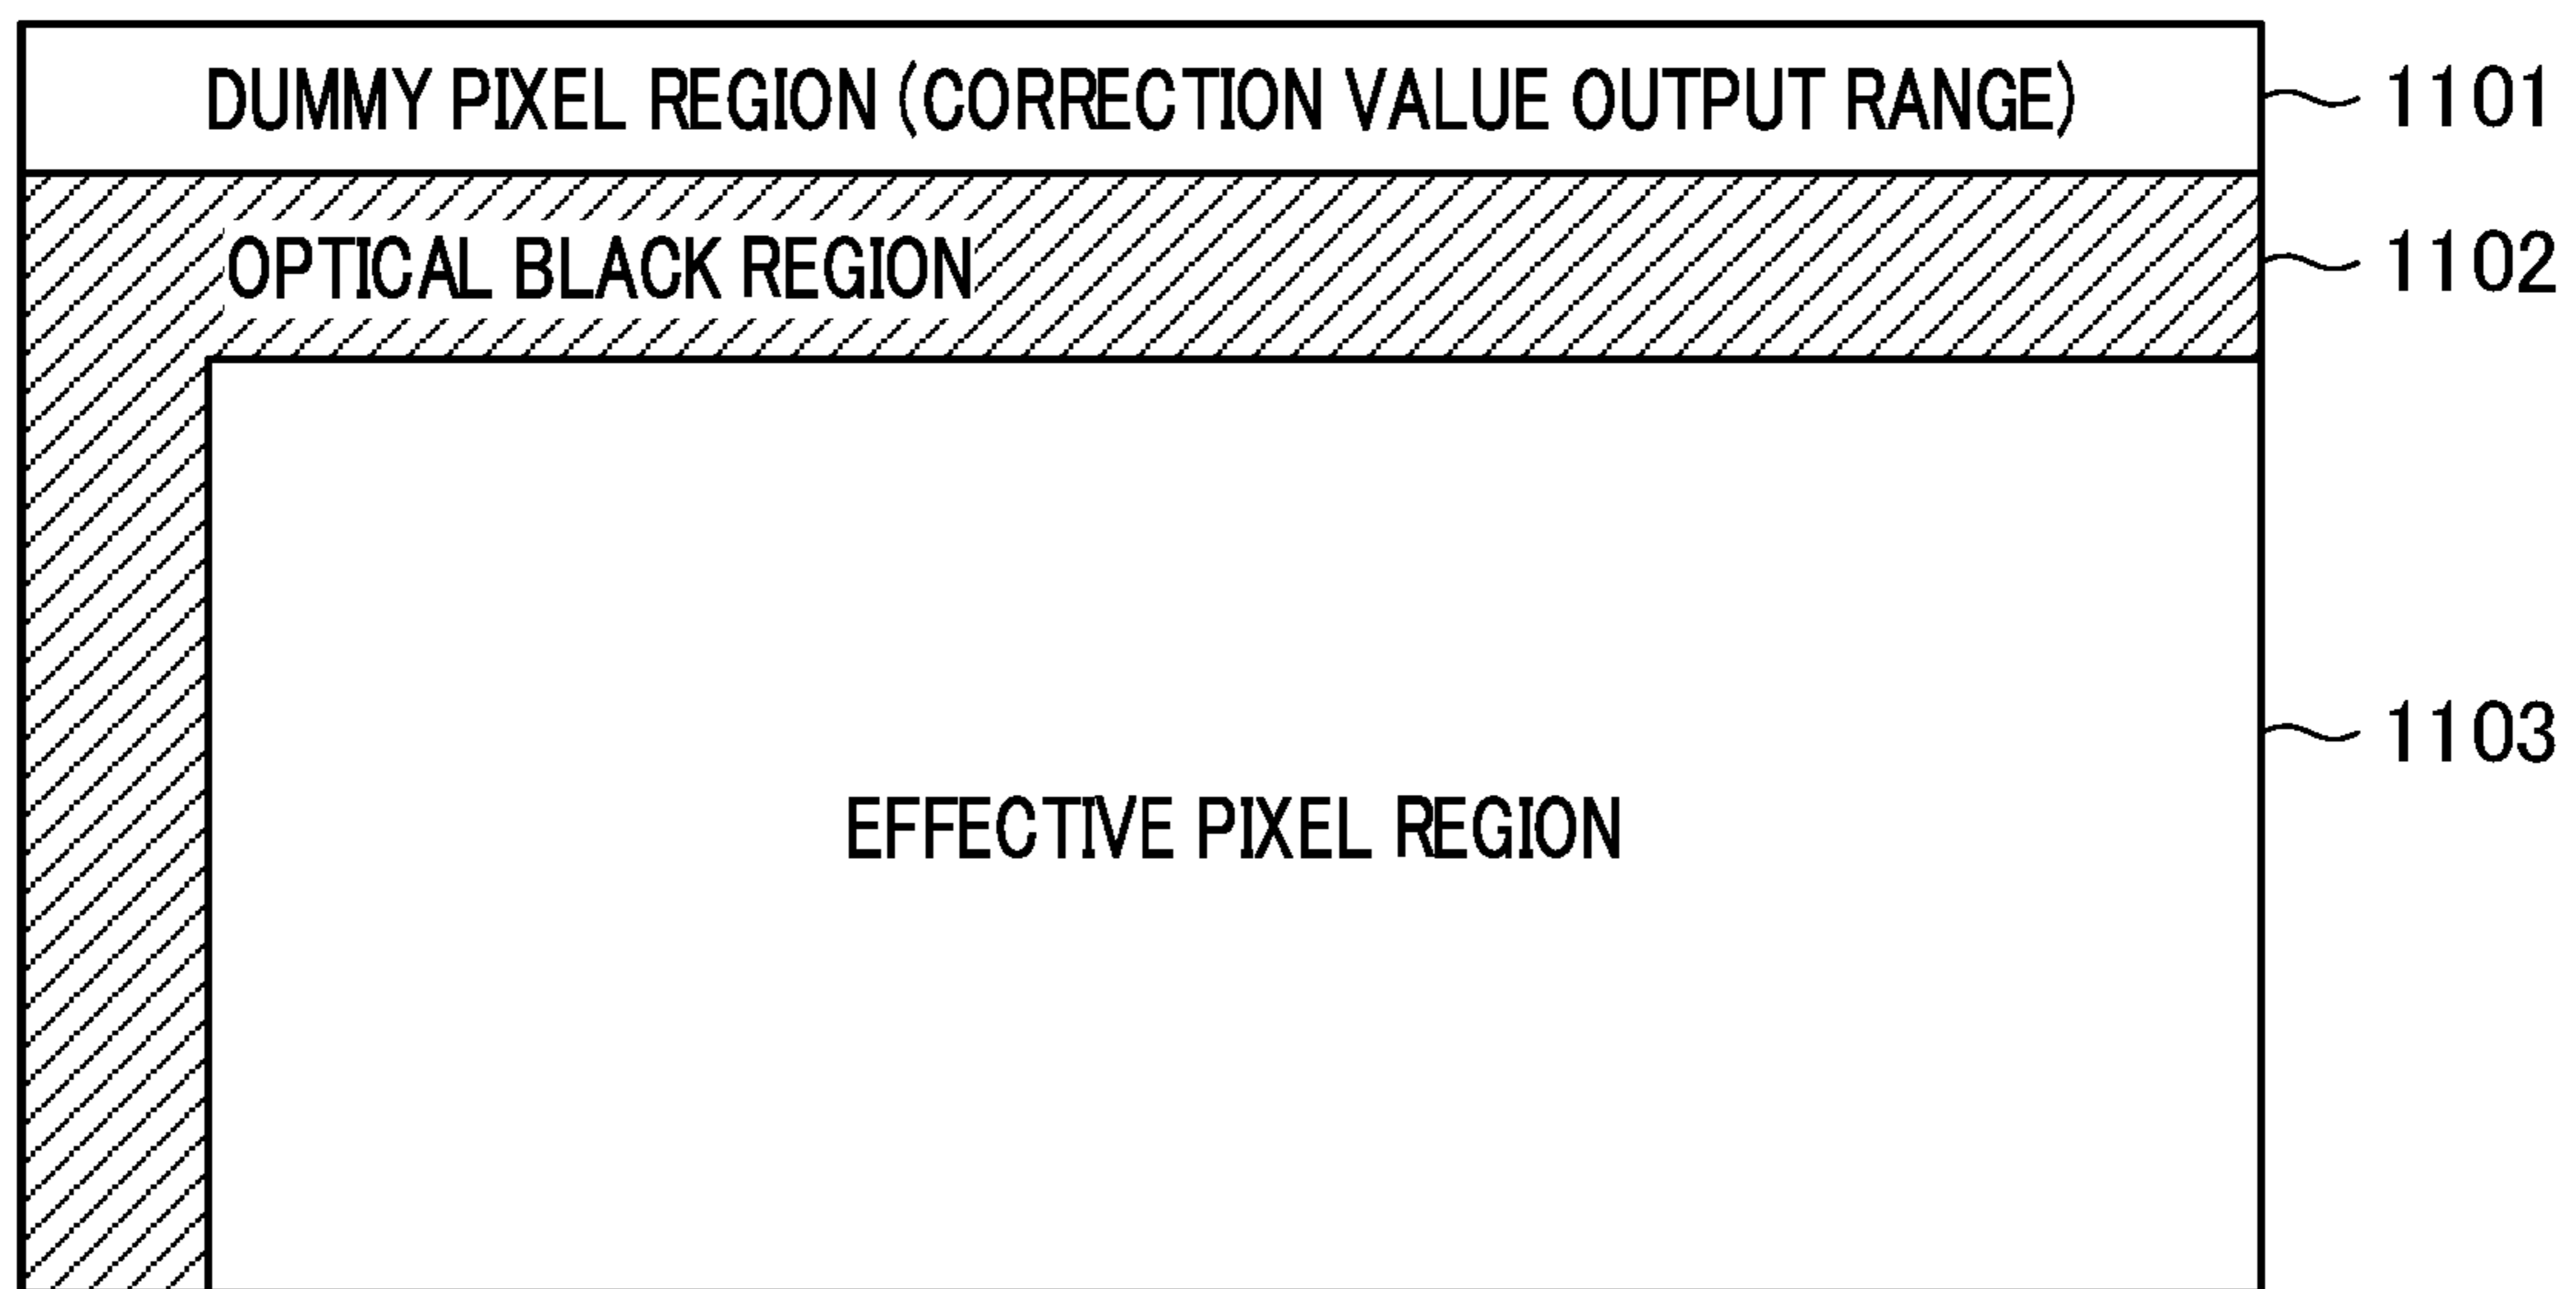 DUMMY PIXEL REGION (CORRECTION VALUE OUTPUT RANGE) 1101
OPTICAL BLACK REGION 1102
1103
EFFECTIVE PIXEL REGION